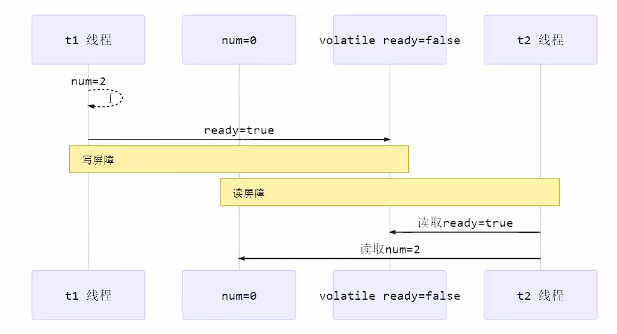 t1 线程
num=0
volatile ready=false
t2 线程
num=2
ready=true
写屏障
读屏障
读取ready=true
读取num=2
t1 线程
num=0
volatile ready=false
t2 线程